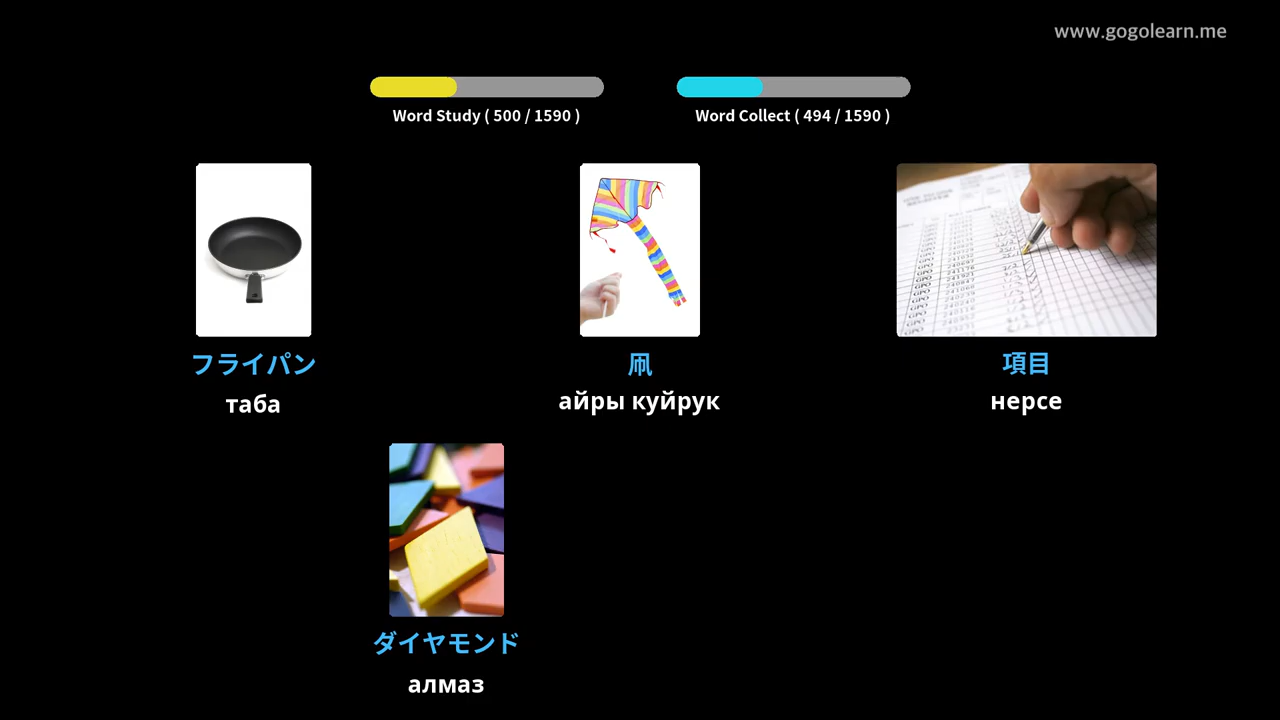 www.gogolearn.me
Word Study ( 500 / 1590 )
Word Collect ( 494 / 1590 )
フライパン
таба
凧
айры куйрук
項目
нерсе
ダイヤモンド
алмаз